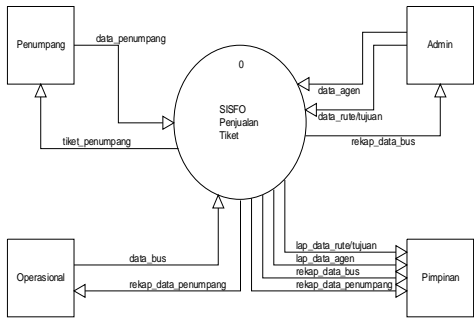 Penumpang
data_penumpang
0
Admin
SISFO
Penjualan
Tiket
data_agen
data_rute/tujuan
tiket_penumpang
rekap_data_bus
Operasional
data_bus
rekap_data_penumpang
lap_data_rute/tujuan
lap_data_agen
rekap_data_bus
rekap_data_penumpang
Pimpinan